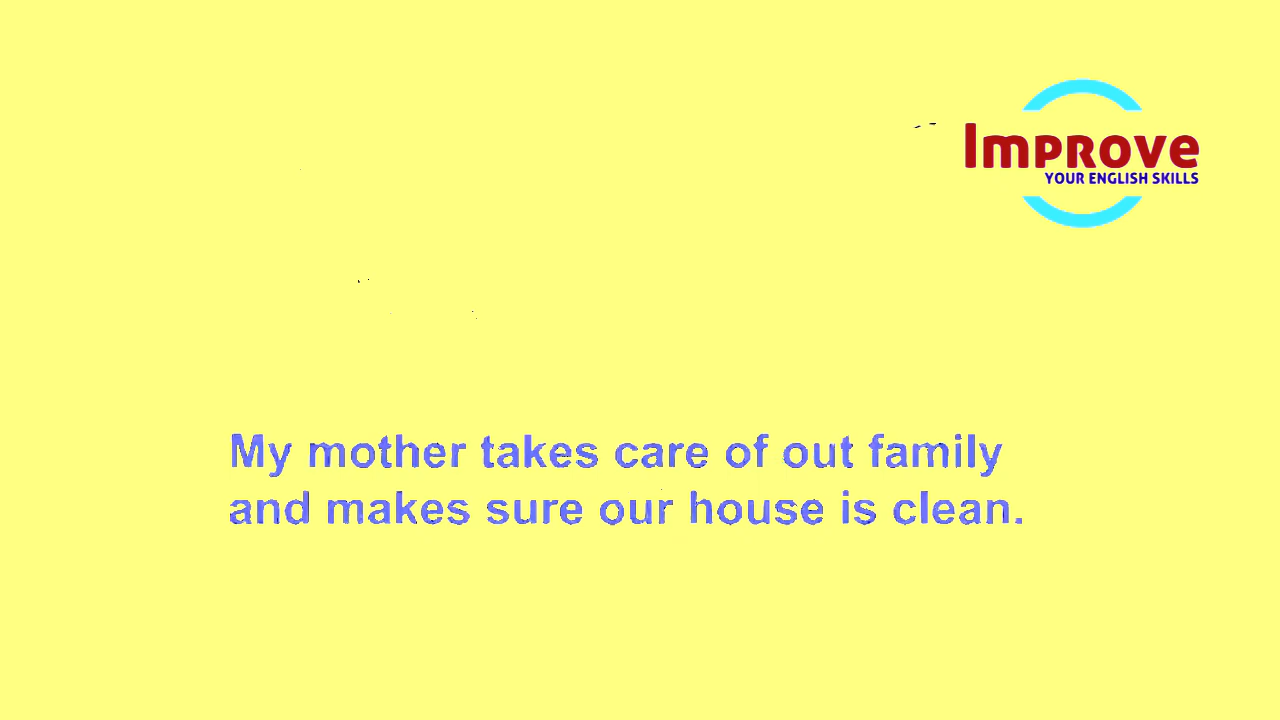 Improve
YOUR ENGLISH SKILLS
My mother takes care of out family
and makes sure our house is clean.